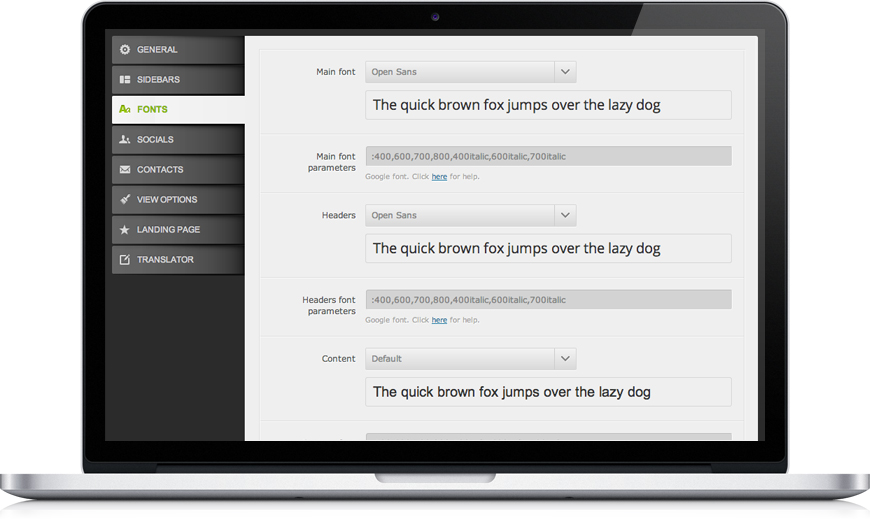 GENERAL
SIDEBARS
Aa FONTS
SOCIALS
CONTACTS
VIEW OPTIONS
LANDING PAGE
TRANSLATOR
Main font
Open Sans
The quick brown fox jumps over the lazy dog
Main font
parameters
:400,600,700,800,400italic,600italic,700italic
Google font. Click here for help.
Headers
Open Sans
The quick brown fox jumps over the lazy dog
Headers font
parameters
:400,600,700,800,400italic,600italic,700italic
Google font. Click here for help.
Content
Default
The quick brown fox jumps over the lazy dog